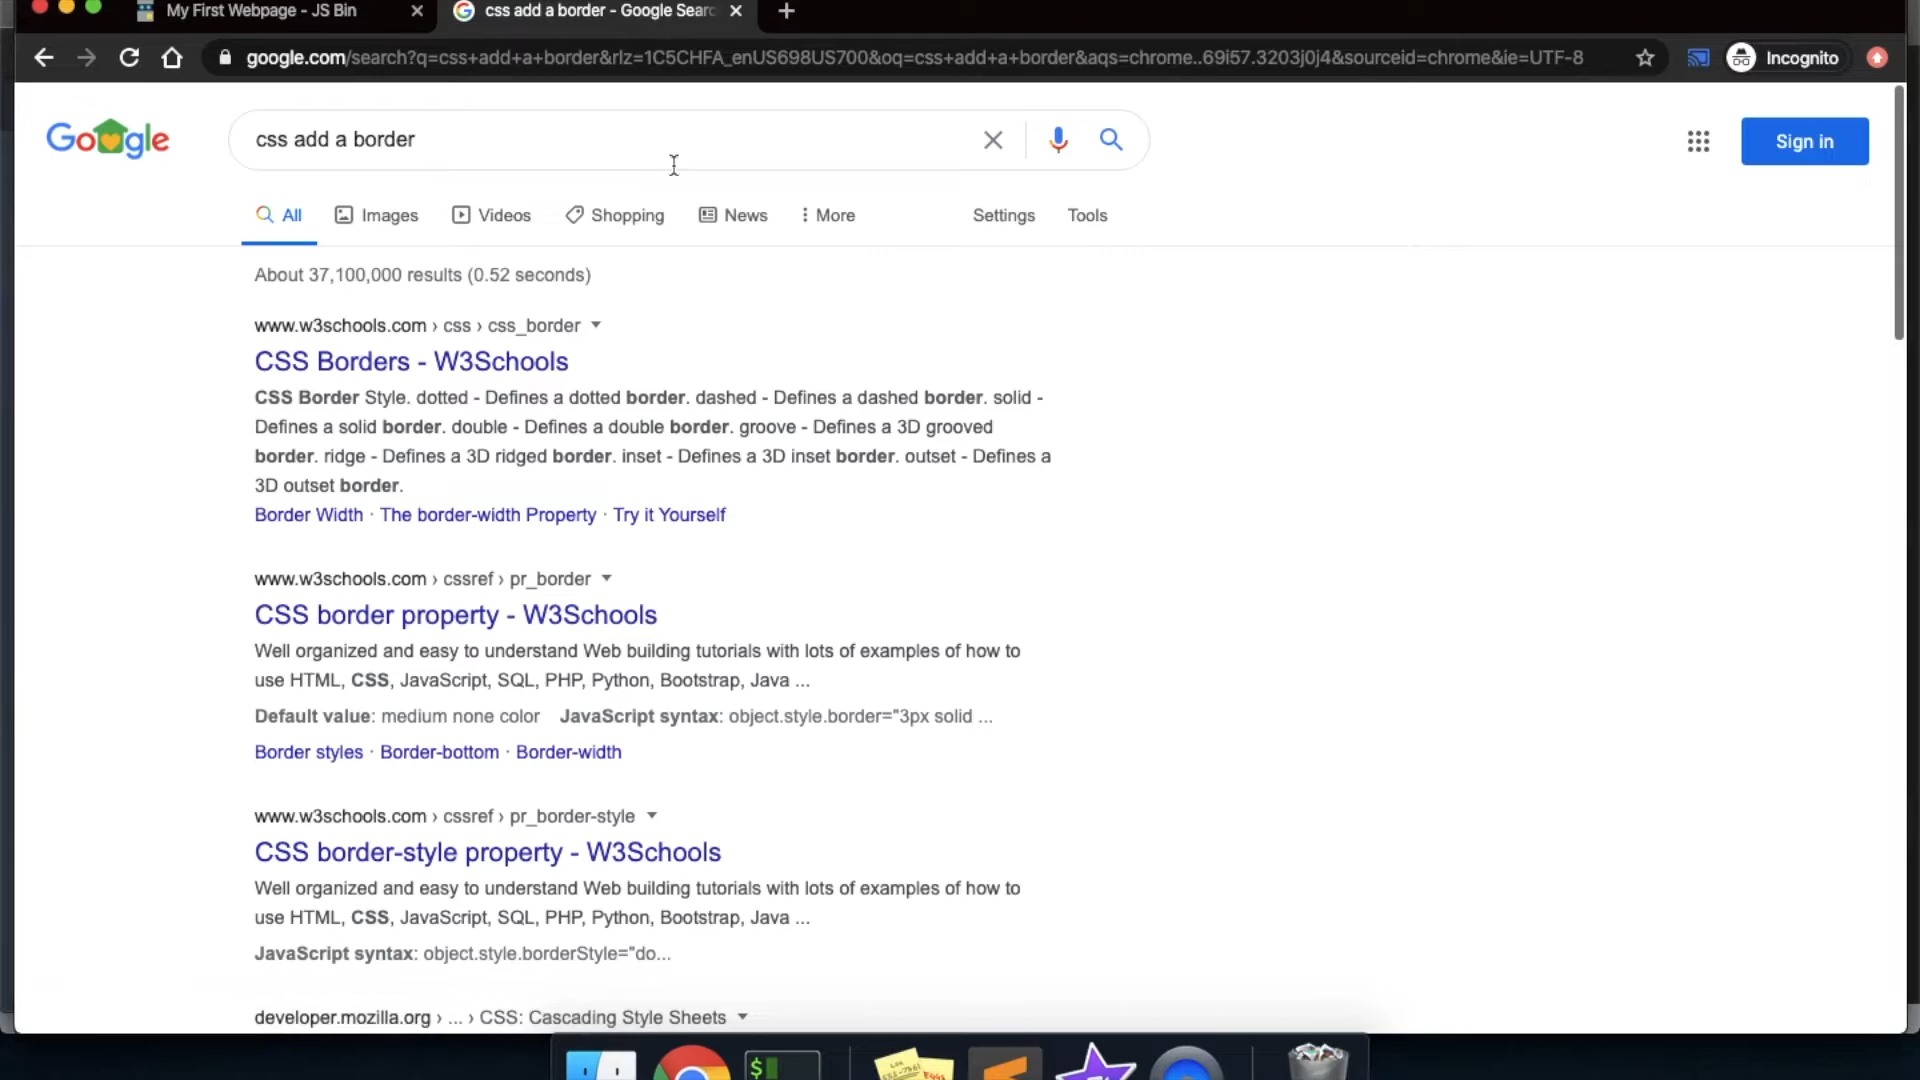 My First Webpage - JS Bin
css add a border - Google Searc
google.com/search?q=css+add+a+border&rlz=1C5CHFA_enUS698US700&oq=css+add+a+border&aqs=chrome..69i57.3203j0j4&sourceid=chrome&ie=UTF-8
Incognito
Google
css add a border
Sign in
All Images Videos Shopping News More Settings Tools
About 37,100,000 results (0.52 seconds)
www.w3schools.com › css › css_border
CSS Borders - W3Schools
CSS Border Style. dotted - Defines a dotted border. dashed - Defines a dashed border. solid -
Defines a solid border. double - Defines a double border. groove - Defines a 3D grooved
border. ridge - Defines a 3D ridged border. inset - Defines a 3D inset border. outset - Defines a
3D outset border.
Border Width · The border-width Property · Try it Yourself
www.w3schools.com › cssref › pr_border
CSS border property - W3Schools
Well organized and easy to understand Web building tutorials with lots of examples of how to
use HTML, CSS, JavaScript, SQL, PHP, Python, Bootstrap, Java ...
Default value: medium none color JavaScript syntax: object.style.border="3px solid ...
Border styles · Border-bottom · Border-width
www.w3schools.com › cssref › pr_border-style
CSS border-style property - W3Schools
Well organized and easy to understand Web building tutorials with lots of examples of how to
use HTML, CSS, JavaScript, SQL, PHP, Python, Bootstrap, Java ...
JavaScript syntax: object.style.borderStyle="do...
developer.mozilla.org › ... › CSS: Cascading Style Sheets
$